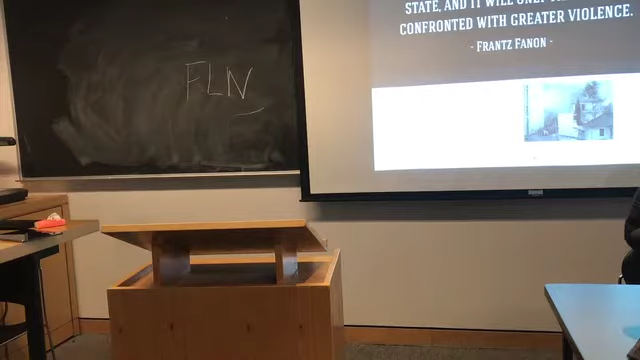 FLN
STATE, AND IT WILL ONLY
CONFRONTED WITH GREATER VIOLENCE.
- FRANTZ FANON -